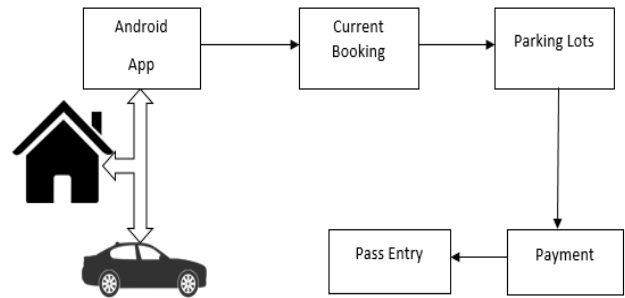 Android
App
Current
Booking
Parking Lots
Pass Entry
Payment